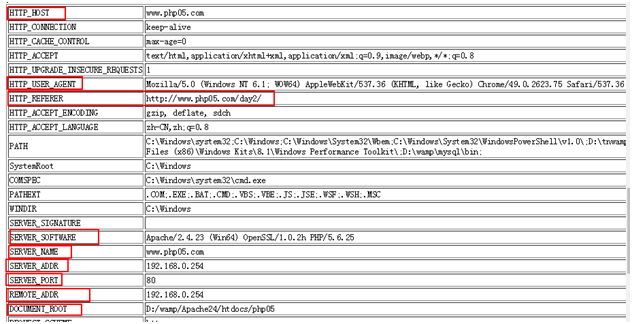 HTTP_HOST www.php05.com
HTTP_CONNECTION keep-alive
HTTP_CACHE_CONTROL max-age=0
HTTP_ACCEPT text/html,application/xhtml+xml,application/xml;q=0.9,image/webp,*/*;q=0.8
HTTP_UPGRADE_INSECURE_REQUESTS 1
HTTP_USER_AGENT Mozilla/5.0 (Windows NT 6.1; WOW64) AppleWebKit/537.36 (KHTML, like Gecko) Chrome/49.0.2623.75 Safari/537.36
HTTP_REFERER http://www.php05.com/day2/
HTTP_ACCEPT_ENCODING gzip, deflate, sdch
HTTP_ACCEPT_LANGUAGE zh-CN,zh;q=0.8
PATH C:\Windows\system32;C:\Windows;C:\Windows\System32\Wbem;C:\Windows\System32\WindowsPowerShell\v1.0\;D:\tnwamp
Files (x86)\Windows Kits\8.1\Windows Performance Toolkit\;D:\wamp\mysql\bin;
SystemRoot C:\Windows
COMSPEC C:\Windows\system32\cmd.exe
PATHEXT .COM;.EXE;.BAT;.CMD;.VBS;.VBE;.JS;.JSE;.WSF;.WSH;.MSC
WINDIR C:\Windows
SERVER_SIGNATURE
SERVER_SOFTWARE Apache/2.4.23 (Win64) OpenSSL/1.0.2h PHP/5.6.25
SERVER_NAME www.php05.com
SERVER_ADDR 192.168.0.254
SERVER_PORT 80
REMOTE_ADDR 192.168.0.254
DOCUMENT_ROOT D:/wamp/Apache24/htdocs/php05